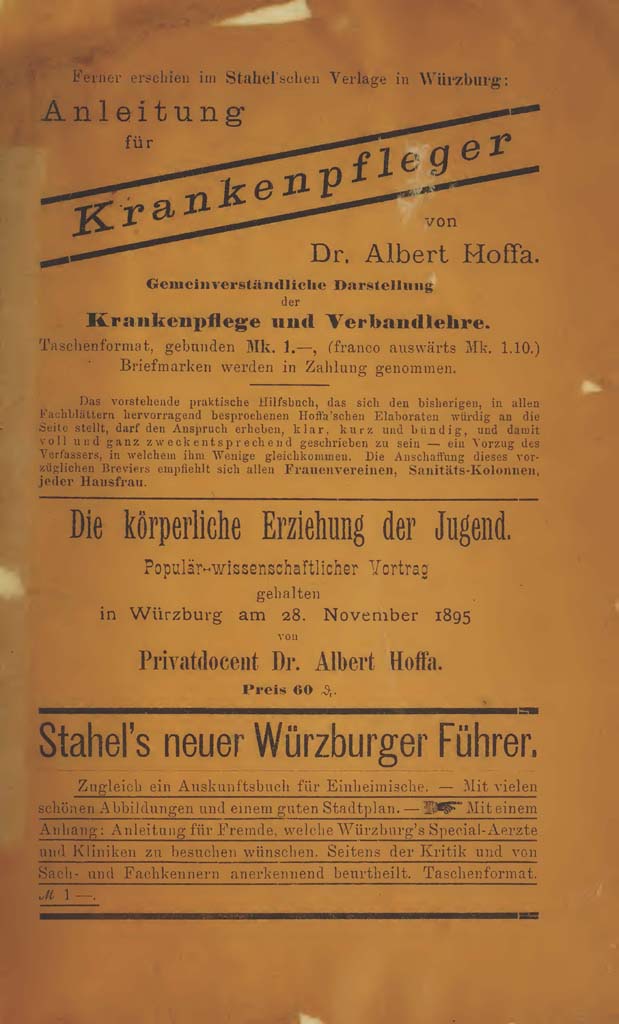 Ferner erschien im Stahel'schen Verlage in Würzburg:
Anleitung
für
Krankenpfleger
von
Dr. Albert Hoffa.
Gemeinverständliche Darstellung
der
Krankenpflege und Verbandlehre.
Taschenformat, gebunden Mk. 1.—, (franco auswärts Mk. 1.10.)
Briefmarken werden in Zahlung genommen.
Das vorstehende praktische Hilfsbuch, das sich den bisherigen, in allen
Fachblättern hervorragend besprochenen Hoffa'schen Elaboraten würdig an die
Seite stellt, darf den Anspruch erheben, klar, kurz und bündig, und damit
voll und ganz zweckentsprechend geschrieben zu sein — ein Vorzug des
Verfassers, in welchem ihm Wenige gleichkommen. Die Anschaffung dieses vor-
züglichen Breviers empfiehlt sich allen Frauenvereinen, Sanitäts-Kolonnen,
jeder Hausfrau.
Die körperliche Erziehung der Jugend.
Populär-wissenschaftlicher Vortrag
gehalten
in Würzburg am 28. November 1895
von
Privatdocent Dr. Albert Hoffa.
Preis 60 ₰.
Stahel's neuer Würzburger Führer.
Zugleich ein Auskunftsbuch für Einheimische. — Mit vielen
schönen Abbildungen und einem guten Stadtplan. — ☛ Mit einem
Anhang: Anleitung für Fremde, welche Würzburg's Special-Aerzte
und Kliniken zu besuchen wünschen. Seitens der Kritik und von
Sach- und Fachkennern anerkennend beurtheilt. Taschenformat.
ℳ 1 —.